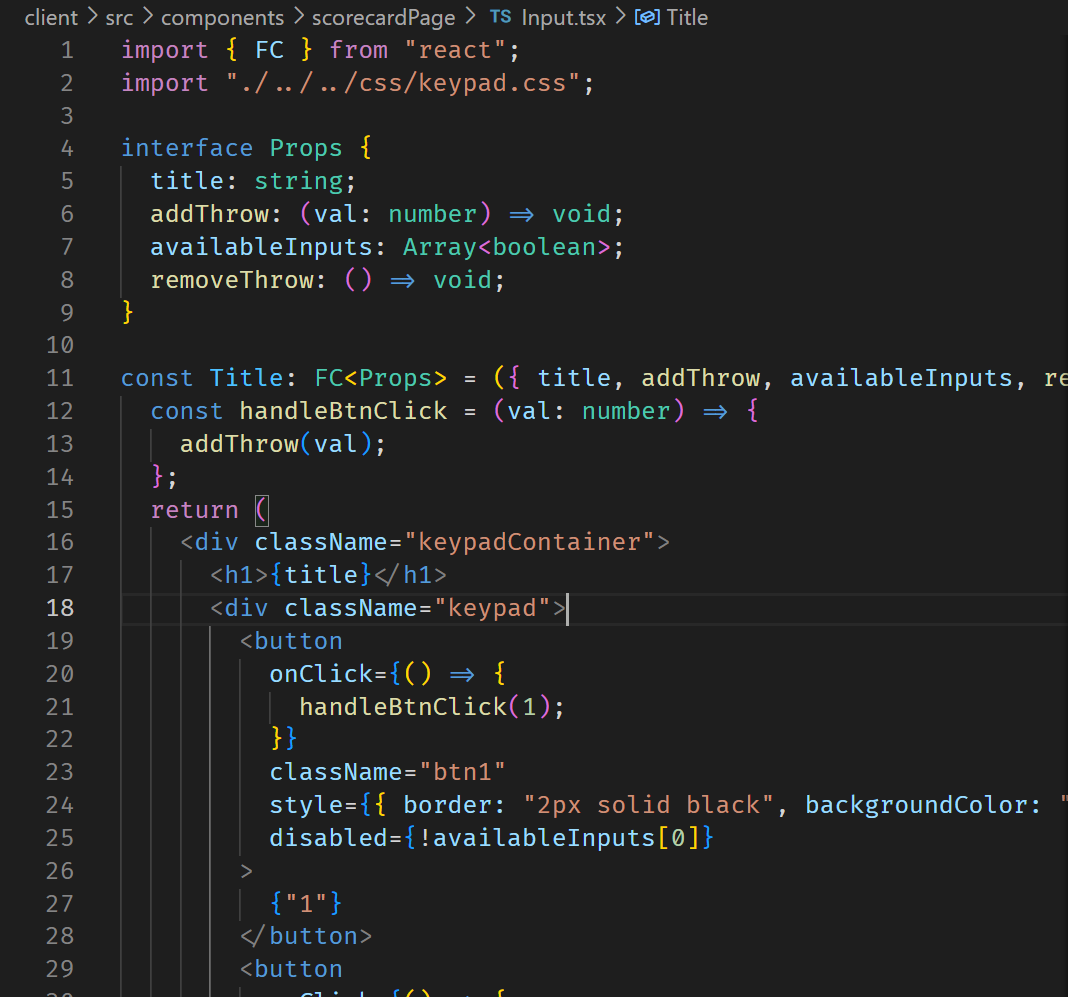 client > src > components > scorecardPage > TS Input.tsx > Title
1 import { FC } from "react";
2 import "./../../css/keypad.css";
3
4 interface Props {
5 title: string;
6 addThrow: (val: number) => void;
7 availableInputs: Array<boolean>;
8 removeThrow: () => void;
9 }
10
11 const Title: FC<Props> = ({ title, addThrow, availableInputs, re
12 const handleBtnClick = (val: number) => {
13 addThrow(val);
14 };
15 return (
16 <div className="keypadContainer">
17 <h1>{title}</h1>
18 <div className="keypad">
19 <button
20 onClick={() => {
21 handleBtnClick(1);
22 }}
23 className="btn1"
24 style={{ border: "2px solid black", backgroundColor: "
25 disabled={!availableInputs[0]}
26 >
27 {"1"}
28 </button>
29 <button